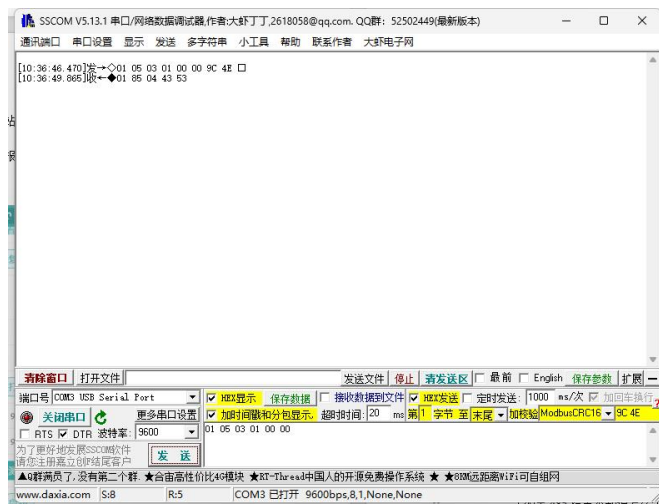 SSCOM V5.13.1 串口/网络数据调试器,作者:大虾丁丁,2618058@qq.com. QQ群: 52502449(最新版本)
通讯端口 串口设置 显示 发送 多字符串 小工具 帮助 联系作者 大虾电子网
[10:36:46.470]发→◇01 05 03 01 00 00 9C 4E □
[10:36:49.865]收←◆01 85 04 43 53
清除窗口 打开文件 发送文件 停止 清发送区 最前 English 保存参数 扩展 —
端口号 COM3 USB Serial Port HEX显示 保存数据 接收数据到文件 HEX发送 定时发送: 1000 ms/次 加回车换行
关闭串口 更多串口设置 加时间戳和分包显示. 超时时间: 20 ms 第 1 字节 至 末尾 加校验 ModbusCRC16 9C 4E
RTS DTR 波特率: 9600 01 05 03 01 00 00
为了更好地发展SSCOM软件
请您注册嘉立创F结尾客户
发 送
▲QQ群满员了,没有第二个群. ★合宙高性价比4G模块 ★RT-Thread中国人的开源免费操作系统 ★ ★8KM远距离WiFi可自组网
www.daxia.com S:8 R:5 COM3 已打开 9600bps,8,1,None,None